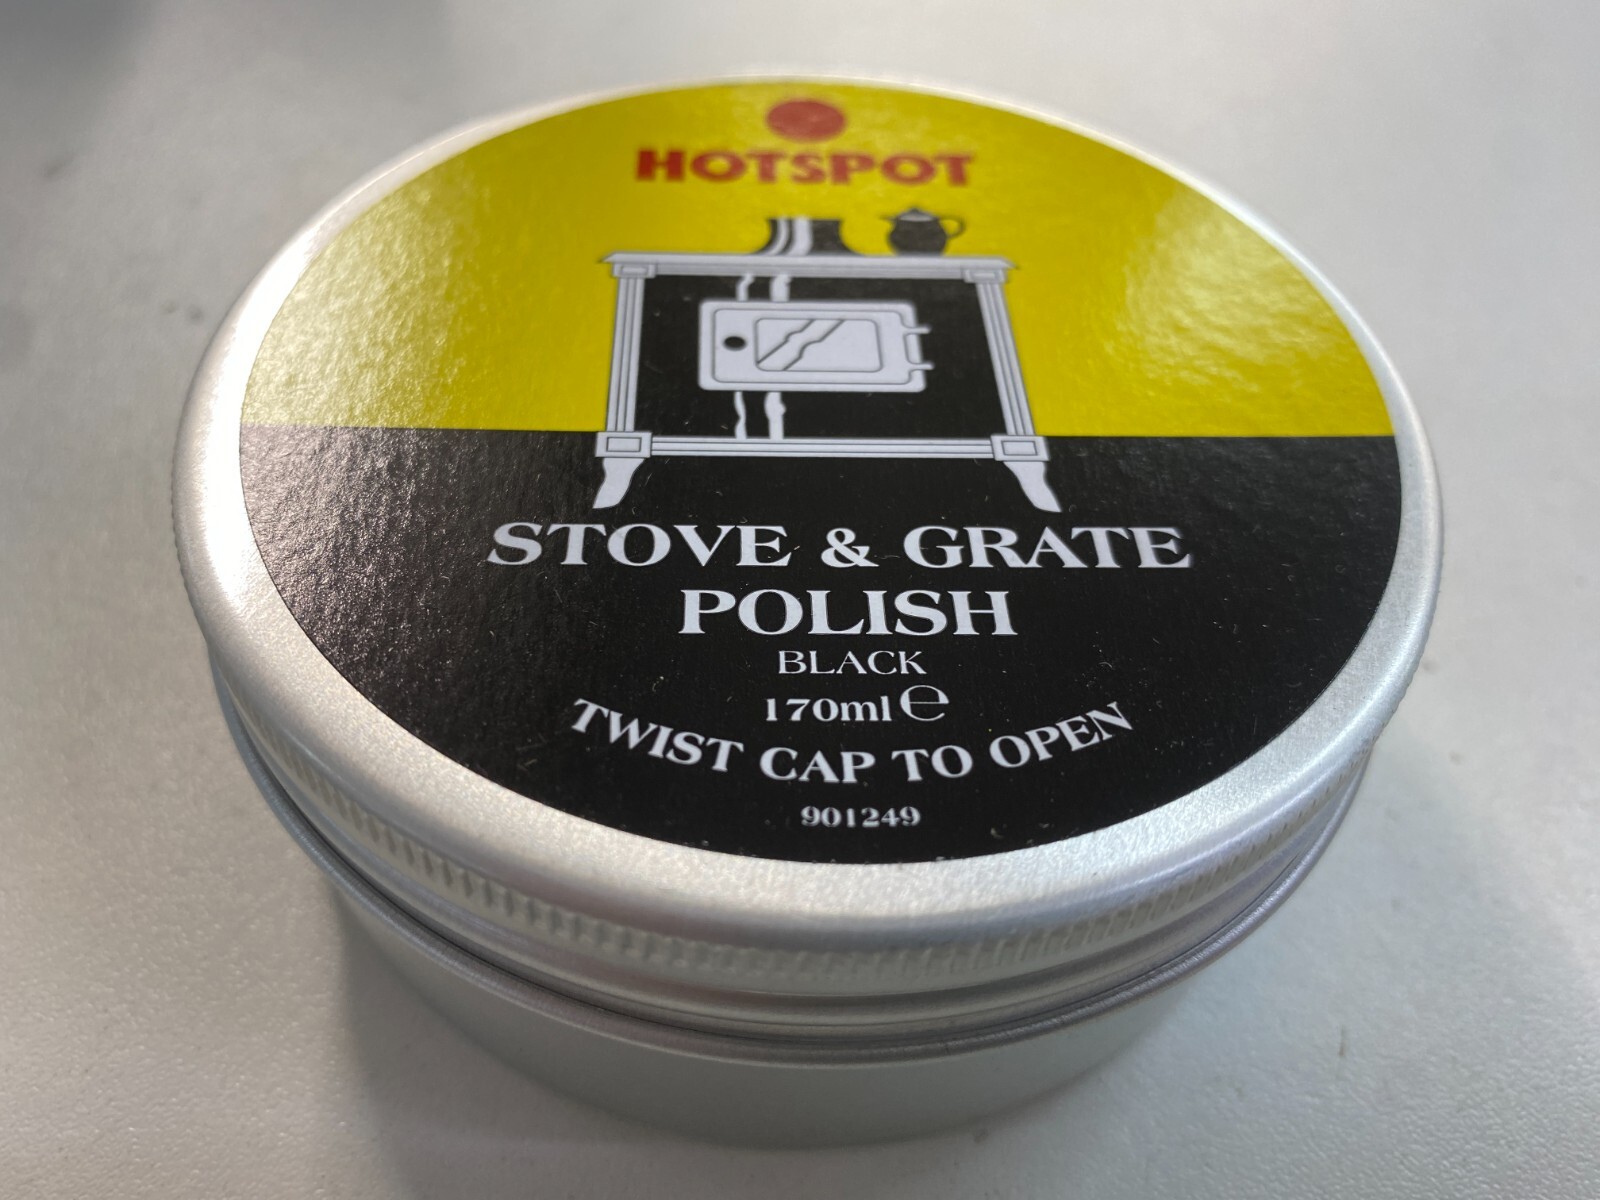 HOTSPOT
STOVE & GRATE
POLISH
BLACK
170ml ℮
TWIST CAP TO OPEN
901249